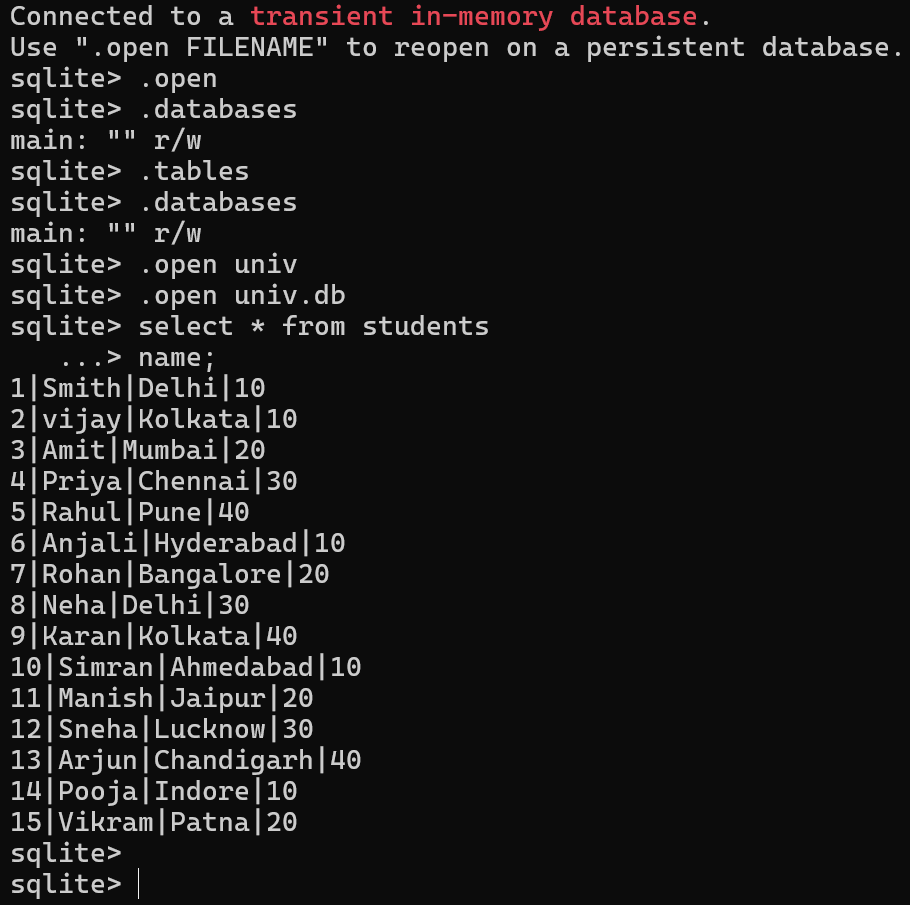 Connected to a transient in-memory database.
Use ".open FILENAME" to reopen on a persistent database.
sqlite> .open
sqlite> .databases
main: "" r/w
sqlite> .tables
sqlite> .databases
main: "" r/w
sqlite> .open univ
sqlite> .open univ.db
sqlite> select * from students
   ...> name;
1|Smith|Delhi|10
2|vijay|Kolkata|10
3|Amit|Mumbai|20
4|Priya|Chennai|30
5|Rahul|Pune|40
6|Anjali|Hyderabad|10
7|Rohan|Bangalore|20
8|Neha|Delhi|30
9|Karan|Kolkata|40
10|Simran|Ahmedabad|10
11|Manish|Jaipur|20
12|Sneha|Lucknow|30
13|Arjun|Chandigarh|40
14|Pooja|Indore|10
15|Vikram|Patna|20
sqlite>
sqlite>